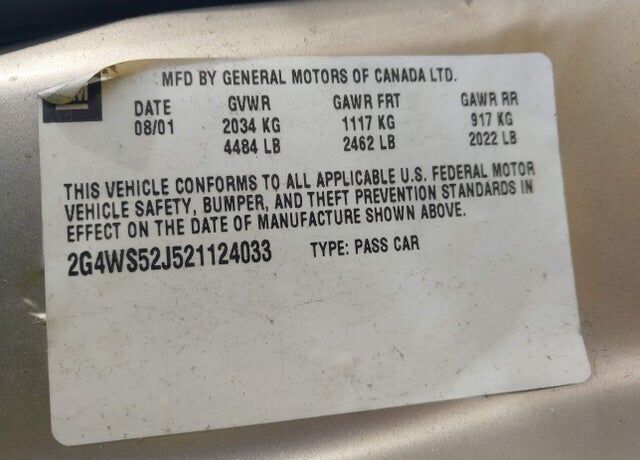 MFD BY GENERAL MOTORS OF CANADA LTD.
DATE GVWR GAWR FRT GAWR RR
08/01 2034 KG 1117 KG 917 KG
4484 LB 2462 LB 2022 LB
THIS VEHICLE CONFORMS TO ALL APPLICABLE U.S. FEDERAL MOTOR
VEHICLE SAFETY, BUMPER, AND THEFT PREVENTION STANDARDS IN
EFFECT ON THE DATE OF MANUFACTURE SHOWN ABOVE.
2G4WS52J521124033 TYPE: PASS CAR